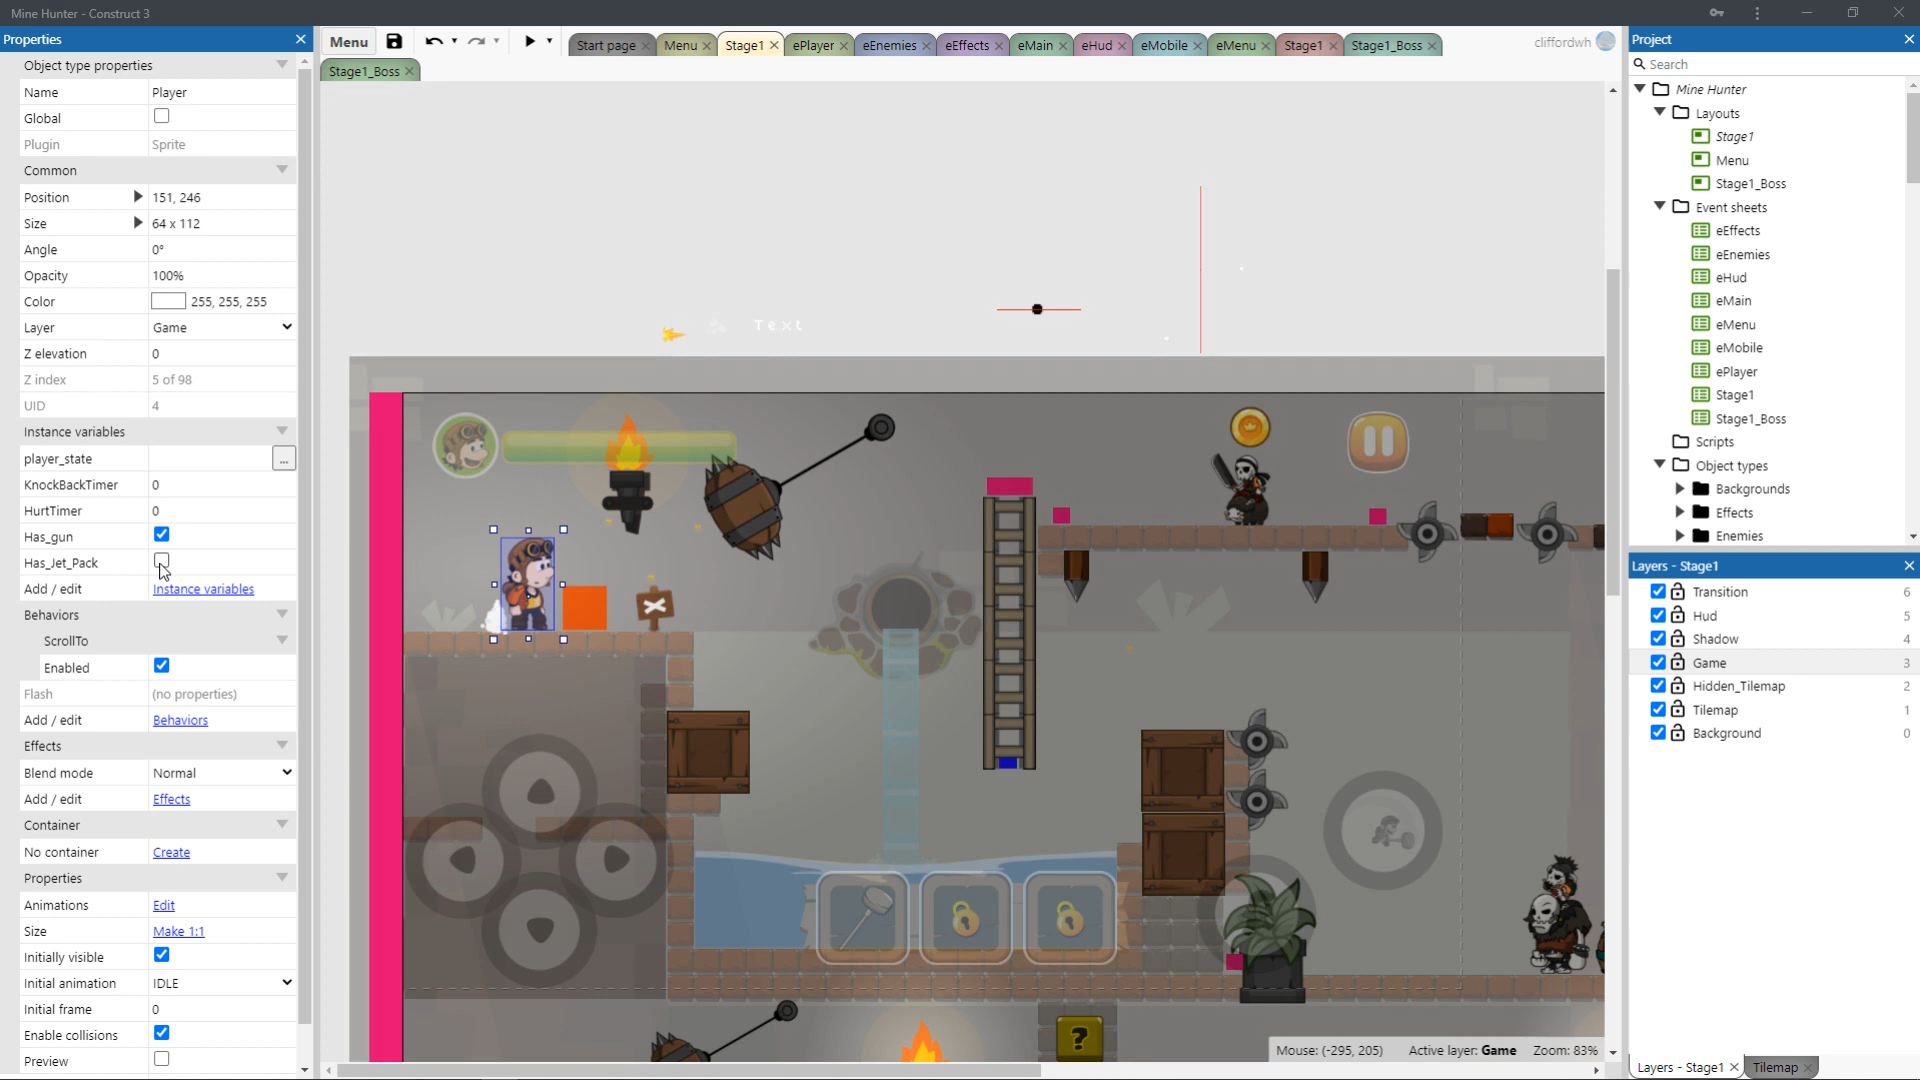 Mine Hunter - Construct 3
Properties
Object type properties
Name Player
Global
Plugin Sprite
Common
Position 151, 246
Size 64 x 112
Angle 0°
Opacity 100%
Color 255, 255, 255
Layer Game
Z elevation 0
Z index 5 of 98
UID 4
Instance variables
player_state ...
KnockBackTimer 0
HurtTimer 0
Has_gun
Has_Jet_Pack
Add / edit Instance variables
Behaviors
ScrollTo
Enabled
Flash (no properties)
Add / edit Behaviors
Effects
Blend mode Normal
Add / edit Effects
Container
No container Create
Properties
Animations Edit
Size Make 1:1
Initially visible
Initial animation IDLE
Initial frame 0
Enable collisions
Preview
Menu
Start page Menu Stage1 ePlayer eEnemies eEffects eMain eHud eMobile eMenu Stage1 Stage1_Boss
cliffordwh
Stage1_Boss
Text
?
Mouse: (-295, 205) Active layer: Game Zoom: 83%
Project
Search
Mine Hunter
Layouts
Stage1
Menu
Stage1_Boss
Event sheets
eEffects
eEnemies
eHud
eMain
eMenu
eMobile
ePlayer
Stage1
Stage1_Boss
Scripts
Object types
Backgrounds
Effects
Enemies
Layers - Stage1
Transition 6
Hud 5
Shadow 4
Game 3
Hidden_Tilemap 2
Tilemap 1
Background 0
Layers - Stage1 Tilemap